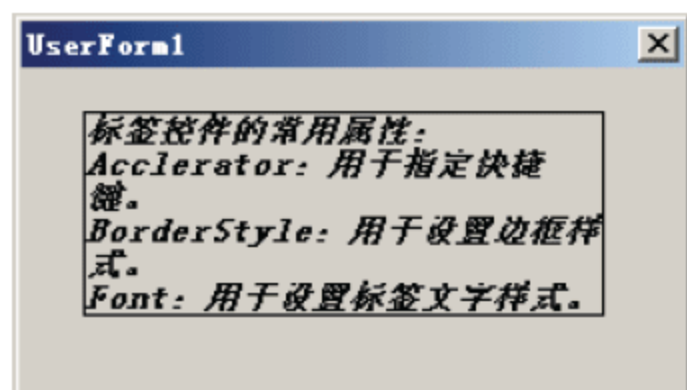 UserForm1
标签控件的常用属性：
Acclerator：用于指定快捷
键。
BorderStyle：用于设置边框样
式。
Font：用于设置标签文字样式。